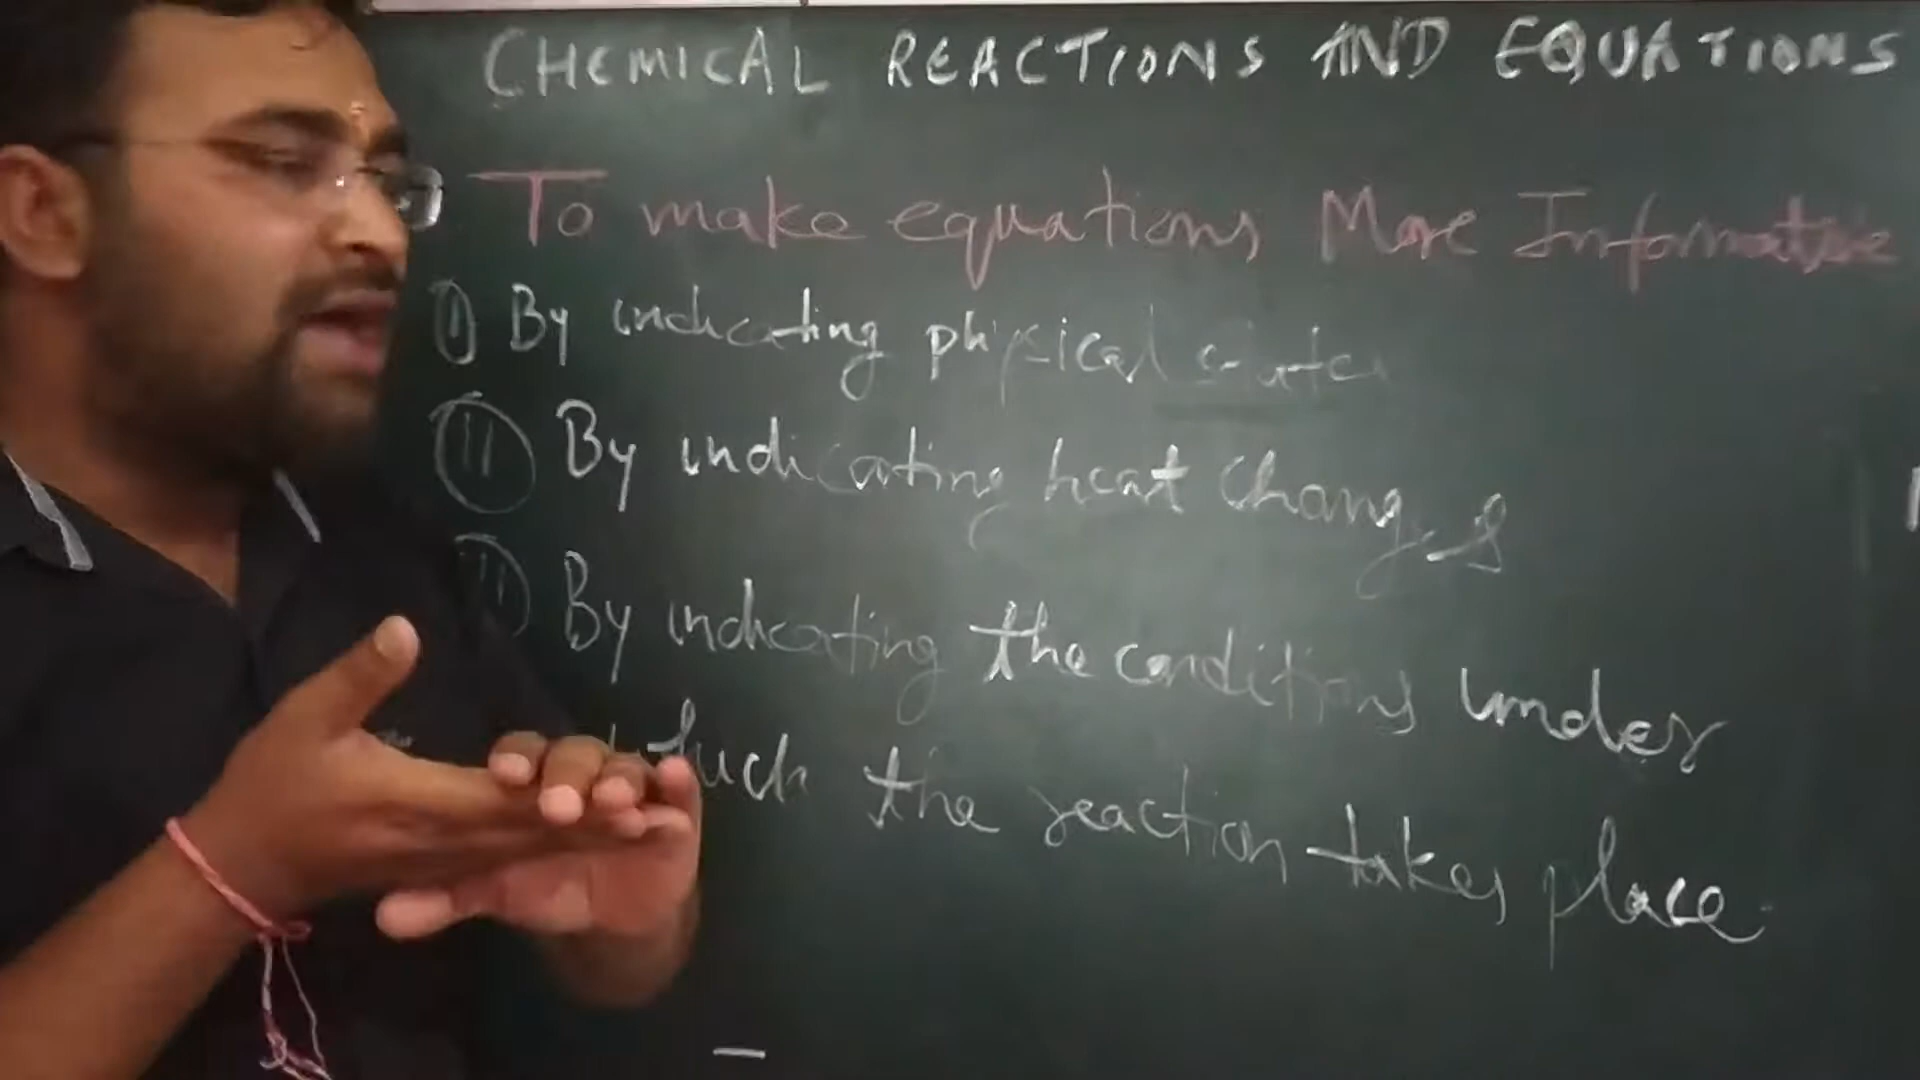 CHEMICAL REACTIONS AND EQUATIONS
To make equations More Informative
I By indicating physical states
II By indicating heat changes
III By indicating the conditions under
which the reaction takes place